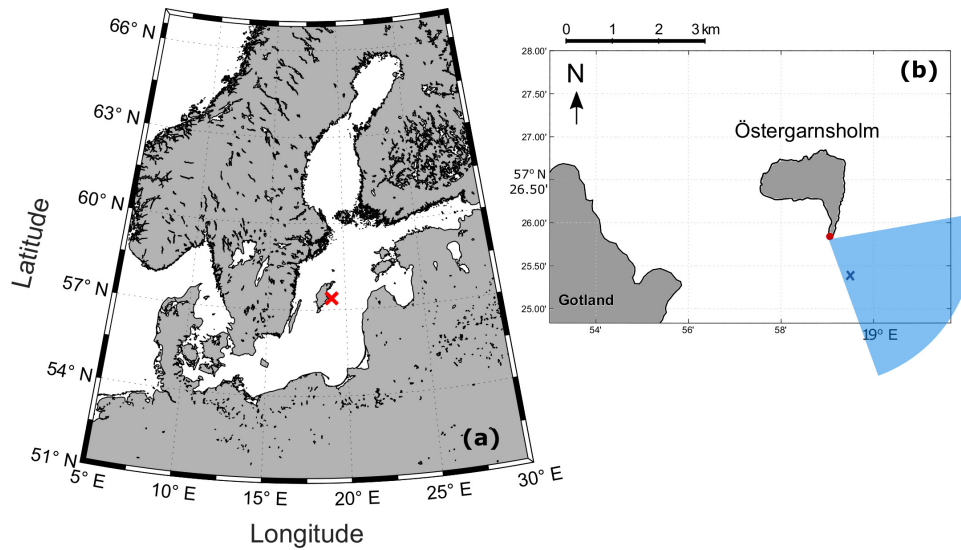 66° N
63° N
60° N
57° N
54° N
51° N
5° E
10° E
15° E
20° E
25° E
30° E
Latitude
Longitude
(a)
0 1 2 3 km
28.00'
27.50'
27.00'
57° N
26.50'
26.00'
25.50'
25.00'
54'
56'
58'
19° E
N
(b)
Östergarnsholm
Gotland